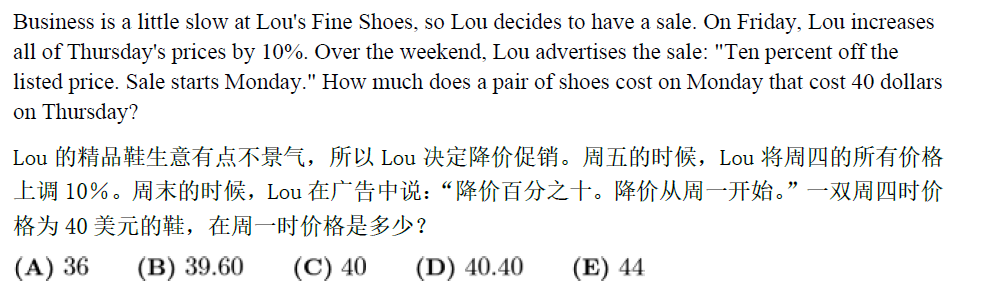 Business is a little slow at Lou's Fine Shoes, so Lou decides to have a sale. On Friday, Lou increases
all of Thursday's prices by 10%. Over the weekend, Lou advertises the sale: "Ten percent off the
listed price. Sale starts Monday." How much does a pair of shoes cost on Monday that cost 40 dollars
on Thursday?
Lou 的精品鞋生意有点不景气，所以 Lou 决定降价促销。周五的时候，Lou 将周四的所有价格
上调 10%。周末的时候，Lou 在广告中说：“降价百分之十。降价从周一开始。”一双周四时价
格为 40 美元的鞋，在周一时价格是多少？
(A) 36 (B) 39.60 (C) 40 (D) 40.40 (E) 44